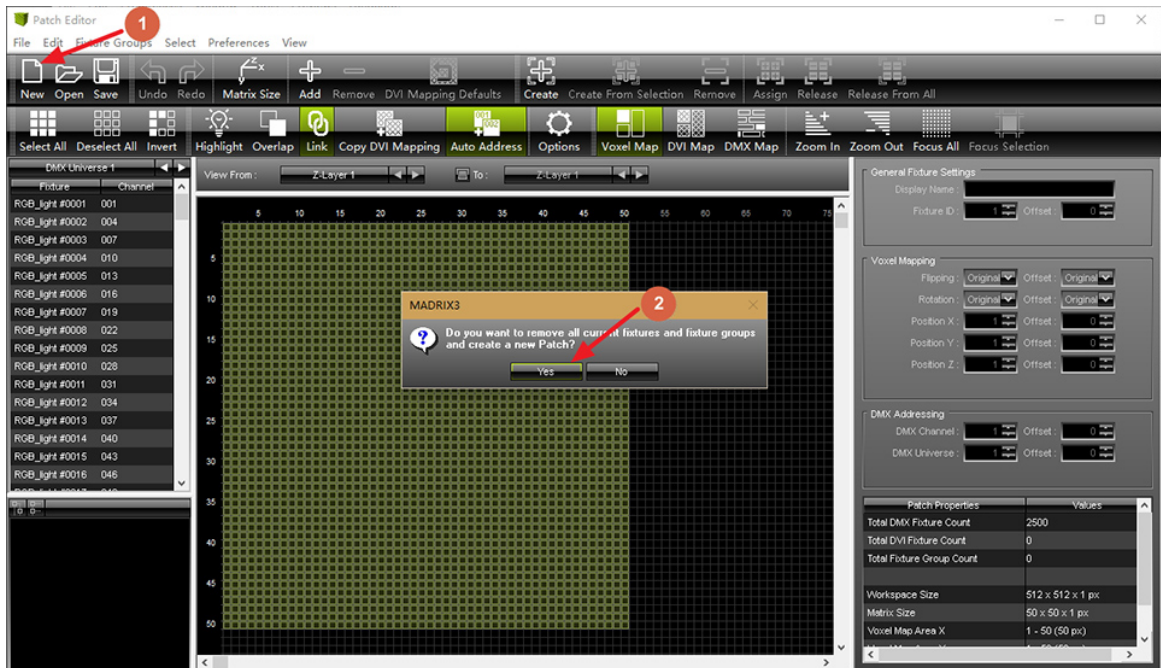 Patch Editor
1
File Edit Fixture Groups Select Preferences View
New Open Save Undo Redo Matrix Size Add Remove DVI Mapping Defaults Create Create From Selection Remove Assign Release Release From All
Select All Deselect All Invert Highlight Overlap Link Copy DVI Mapping Auto Address Options Voxel Map DVI Map DMX Map Zoom In Zoom Out Focus All Focus Selection
DMX Universe 1
View From : Z-Layer 1 To : Z-Layer 1
Fixture Channel
RGB_light #0001 001
RGB_light #0002 004
RGB_light #0003 007
RGB_light #0004 010
RGB_light #0005 013
RGB_light #0006 016
RGB_light #0007 019
RGB_light #0008 022
RGB_light #0009 025
RGB_light #0010 028
RGB_light #0011 031
RGB_light #0012 034
RGB_light #0013 037
RGB_light #0014 040
RGB_light #0015 043
RGB_light #0016 046
5 10 15 20 25 30 35 40 45 50 55 60 65 70 75
5
10
15
20
25
30
35
40
45
50
MADRIX3
2
Do you want to remove all current fixtures and fixture groups
and create a new Patch?
Yes No
General Fixture Settings
Display Name :
Fixture ID : 1 Offset : 0
Voxel Mapping
Flipping : Original Offset : Original
Rotation : Original Offset : Original
Position X : 1 Offset : 0
Position Y : 1 Offset : 0
Position Z : 1 Offset : 0
DMX Addressing
DMX Channel : 1 Offset : 0
DMX Universe : 1 Offset : 0
Patch Properties Values
Total DMX Fixture Count 2500
Total DVI Fixture Count 0
Total Fixture Group Count 0
Workspace Size 512 x 512 x 1 px
Matrix Size 50 x 50 x 1 px
Voxel Map Area X 1 - 50 (50 px)